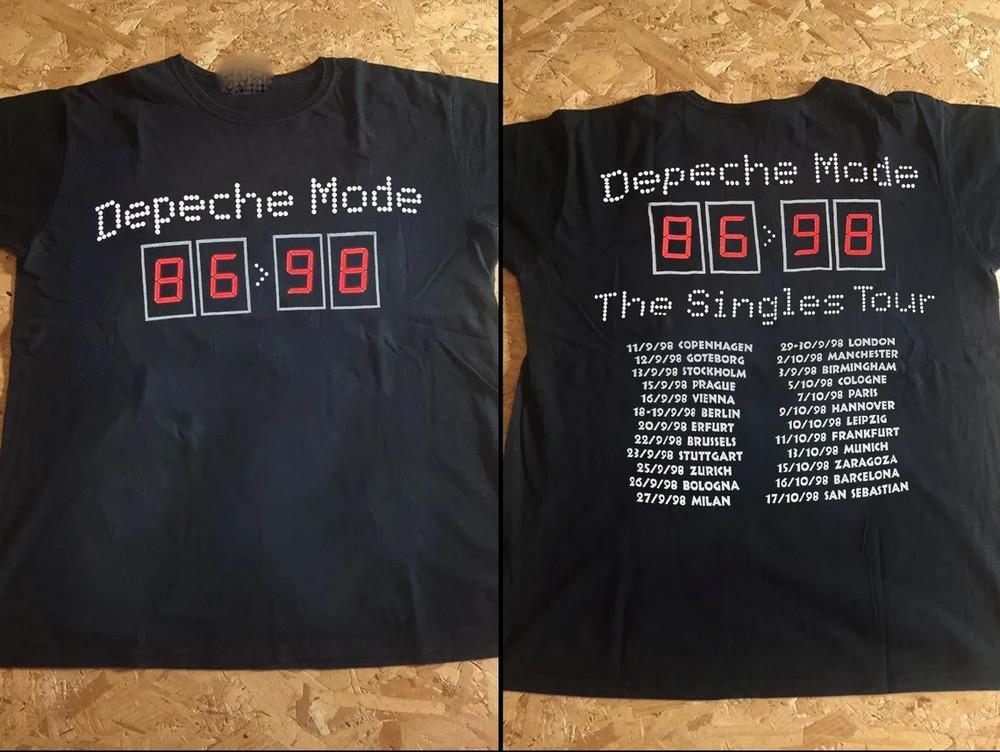 Depeche Mode
86>98
Depeche Mode
86>98
The Singles Tour
11/9/98 COPENHAGEN
12/9/98 GOTEBORG
13/9/98 STOCKHOLM
15/9/98 PRAGUE
16/9/98 VIENNA
18-19/9/98 BERLIN
20/9/98 ERFURT
22/9/98 BRUSSELS
23/9/98 STUTTGART
25/9/98 ZURICH
26/9/98 BOLOGNA
27/9/98 MILAN
29-30/9/98 LONDON
2/10/98 MANCHESTER
3/9/98 BIRMINGHAM
5/10/98 COLOGNE
7/10/98 PARIS
9/10/98 HANNOVER
10/10/98 LEIPZIG
11/10/98 FRANKFURT
13/10/98 MUNICH
15/10/98 ZARAGOZA
16/10/98 BARCELONA
17/10/98 SAN SEBASTIAN